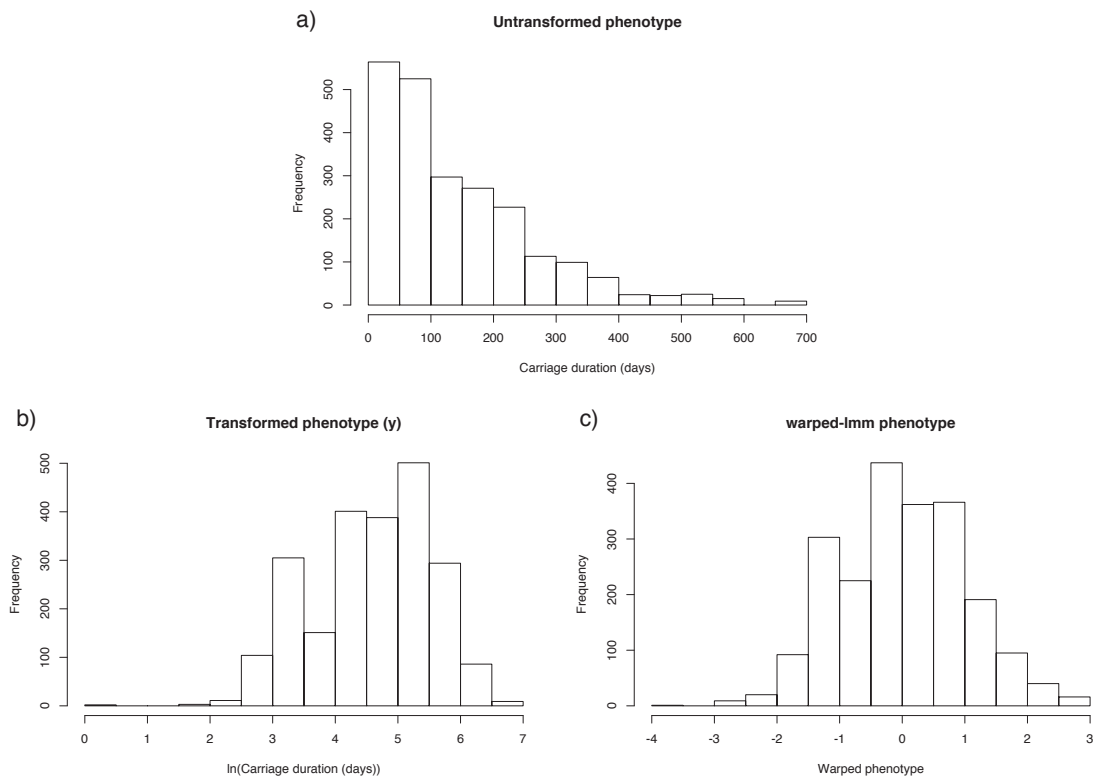 a)
Untransformed phenotype
Frequency
0 100 200 300 400 500
0 100 200 300 400 500 600 700
Carriage duration (days)
b)
Transformed phenotype (y)
Frequency
0 100 200 300 400 500
0 1 2 3 4 5 6 7
ln(Carriage duration (days))
c)
warped-lmm phenotype
Frequency
0 100 200 300 400
-4 -3 -2 -1 0 1 2 3
Warped phenotype